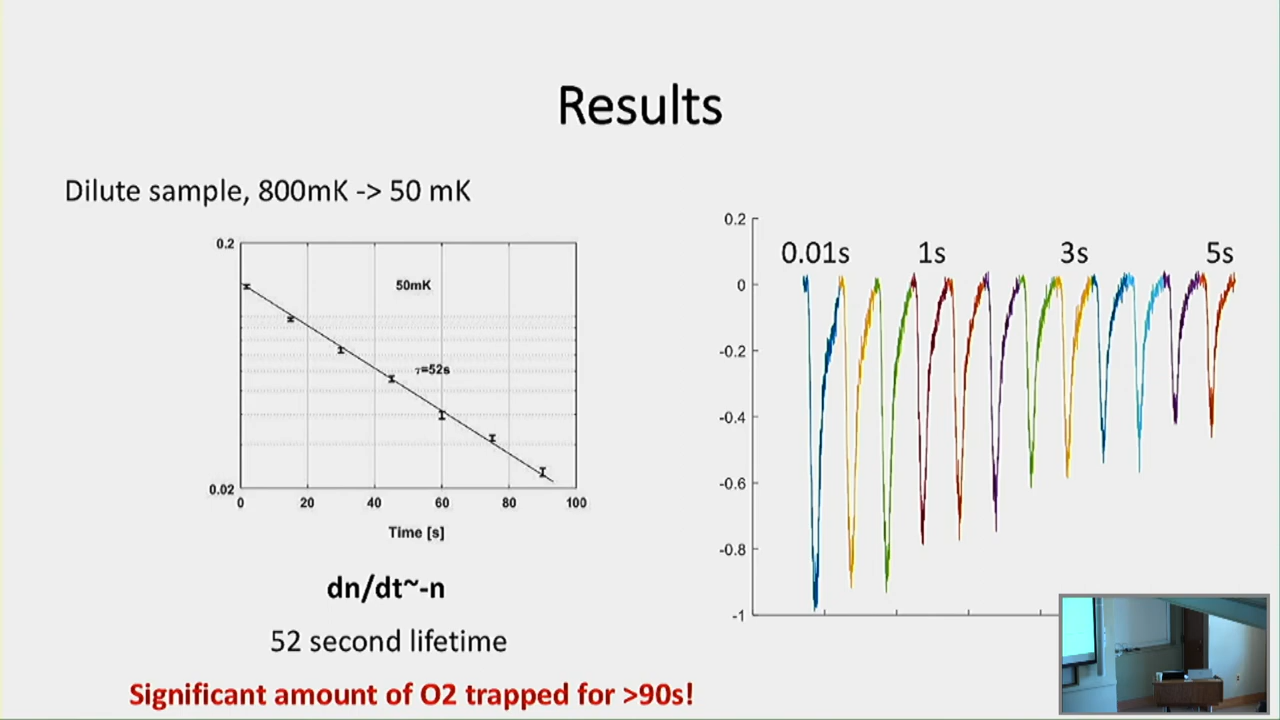 Results
Dilute sample, 800mK -> 50 mK
0.2
50mK
τ=52s
0.02
0 20 40 60 80 100
Time [s]
dn/dt~-n
52 second lifetime
Significant amount of O2 trapped for >90s!
0.2
0.01s 1s 3s 5s
0
-0.2
-0.4
-0.6
-0.8
-1